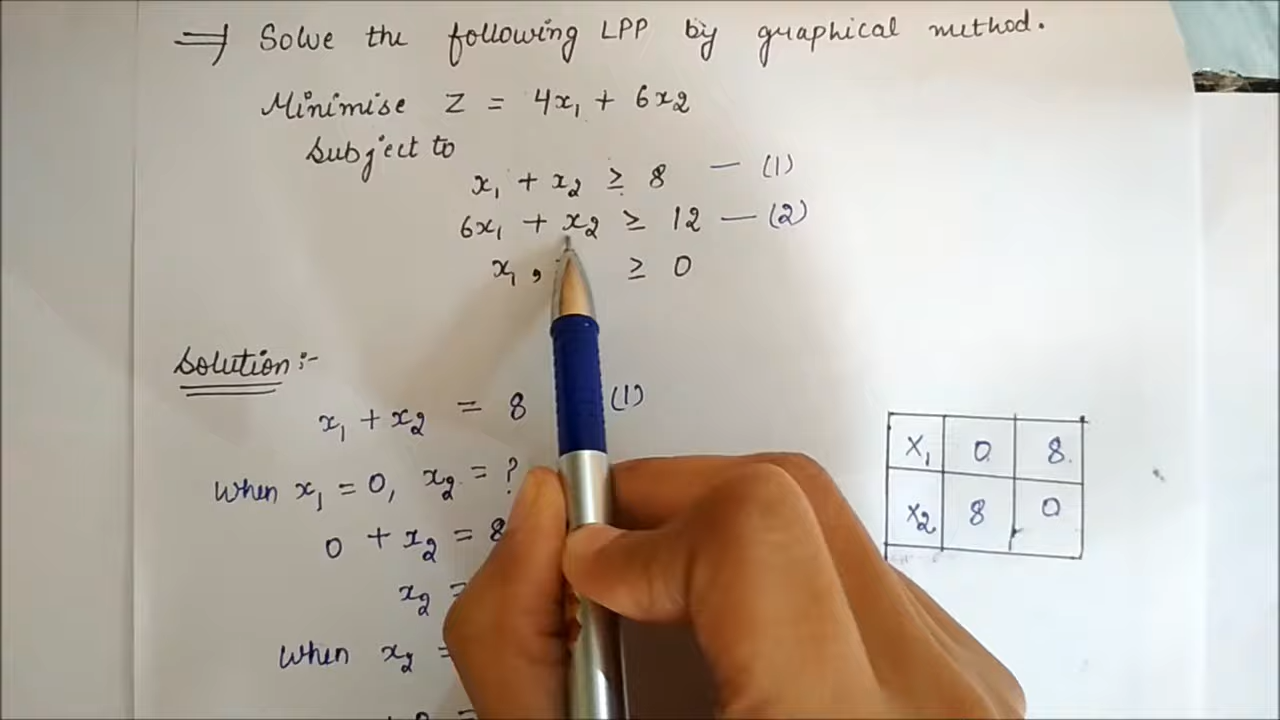 ⇒ Solve the following LPP by graphical method.
Minimise Z = 4x₁ + 6x₂
Subject to
x₁ + x₂ ≥ 8 — (1)
6x₁ + x₂ ≥ 12 — (2)
x₁, ≥ 0
Solution :-
x₁ + x₂ = 8 (1)
When x₁ = 0, x₂ = ?
0 + x₂ = 8
x₂ =
When x₂ =
X₁ 0 8
X₂ 8 0